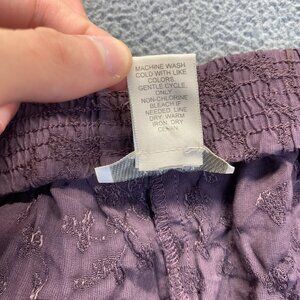 MACHINE WASH
COLD WITH LIKE
COLORS,
GENTLE CYCLE,
ONLY
NON-CHLORINE
BLEACH IF
NEEDED, LINE
DRY, WARM
IRON, DRY
CLEAN.